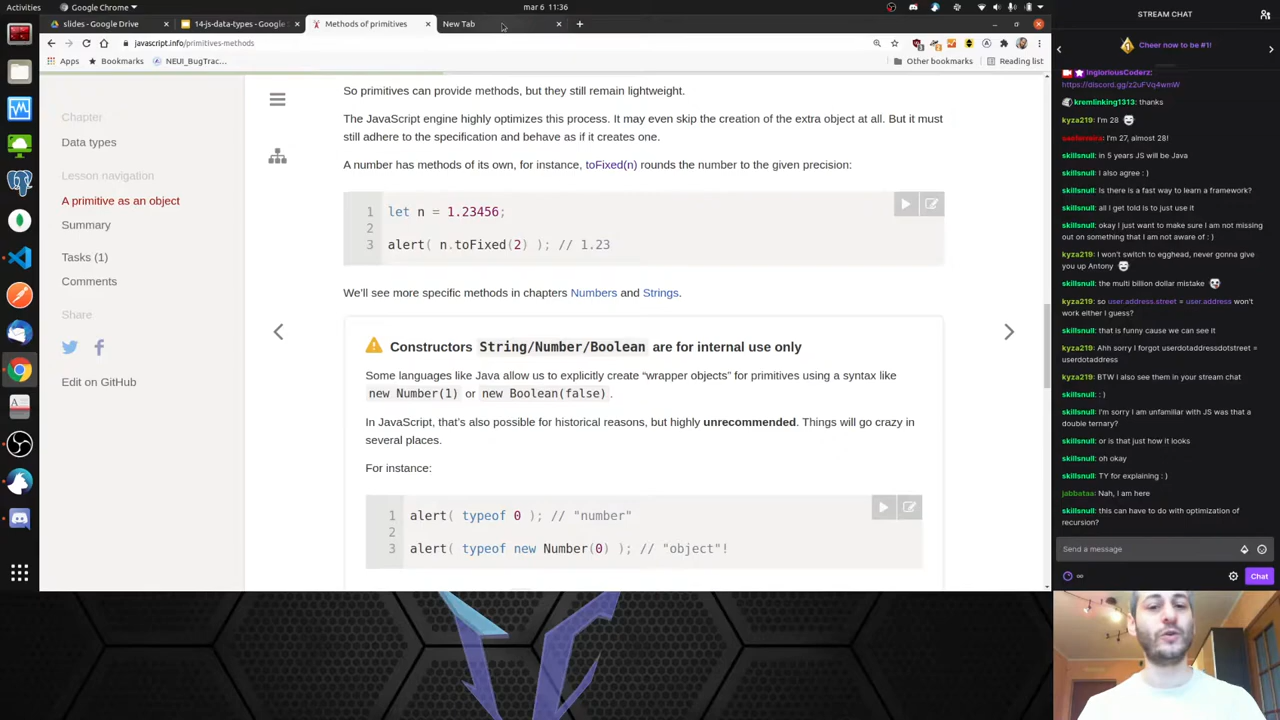 Activities
Google Chrome
mar 6 11:36
slides - Google Drive
14-js-data-types - Google
Methods of primitives
New Tab
javascript.info/primitives-methods
Apps
Bookmarks
NEUI_BugTrac...
Other bookmarks
Reading list
Chapter
Data types
Lesson navigation
A primitive as an object
Summary
Tasks (1)
Comments
Share
Edit on GitHub
So primitives can provide methods, but they still remain lightweight.
The JavaScript engine highly optimizes this process. It may even skip the creation of the extra object at all. But it must
still adhere to the specification and behave as if it creates one.
A number has methods of its own, for instance, toFixed(n) rounds the number to the given precision:
1 let n = 1.23456;
2
3 alert( n.toFixed(2) ); // 1.23
We'll see more specific methods in chapters Numbers and Strings.
Constructors String/Number/Boolean are for internal use only
Some languages like Java allow us to explicitly create “wrapper objects” for primitives using a syntax like
new Number(1) or new Boolean(false).
In JavaScript, that's also possible for historical reasons, but highly unrecommended. Things will go crazy in
several places.
For instance:
1 alert( typeof 0 ); // "number"
2
3 alert( typeof new Number(0) ); // "object"!
STREAM CHAT
Cheer now to be #1!
IngloriousCoderz:
https://discord.gg/z2uFVq4wmW
kremlinking1313: thanks
kyza219: I'm 28
I'm 27, almost 28!
skillsnull: in 5 years JS will be Java
skillsnull: I also agree : )
skillsnull: Is there is a fast way to learn a framework?
skillsnull: all I get told is to just use it
skillsnull: okay I just want to make sure I am not missing
out on something that I am not aware of : )
kyza219: I won't switch to egghead, never gonna give
you up Antony
skillsnull: the multi billion dollar mistake
kyza219: so user.address.street = user.address won't
work either I guess?
skillsnull: that is funny cause we can see it
kyza219: Ahh sorry I forgot userdotaddressdotstreet =
userdotaddress
kyza219: BTW I also see them in your stream chat
skillsnull: : )
skillsnull: I'm sorry I am unfamiliar with JS was that a
double ternary?
skillsnull: or is that just how it looks
skillsnull: oh okay
skillsnull: TY for explaining : )
jabbataa: Nah, I am here
skillsnull: this can have to do with optimization of
recursion?
Send a message
Chat